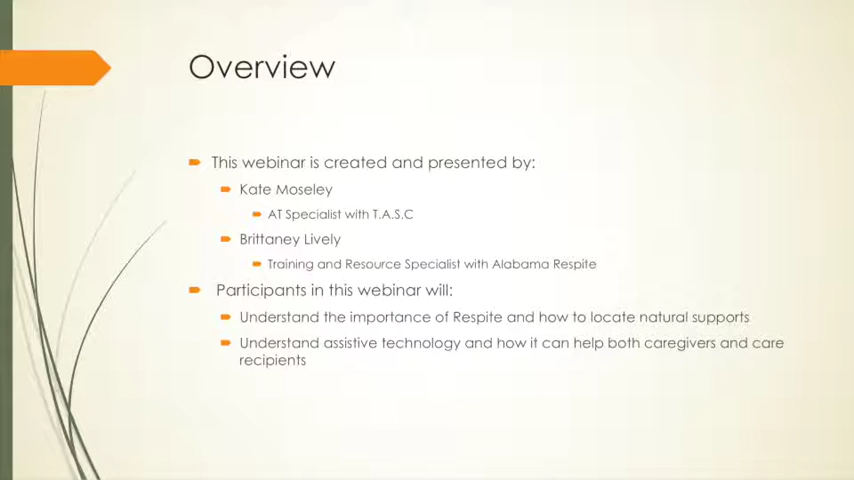 Overview
This webinar is created and presented by:
Kate Moseley
AT Specialist with T.A.S.C
Brittaney Lively
Training and Resource Specialist with Alabama Respite
Participants in this webinar will:
Understand the importance of Respite and how to locate natural supports
Understand assistive technology and how it can help both caregivers and care
recipients